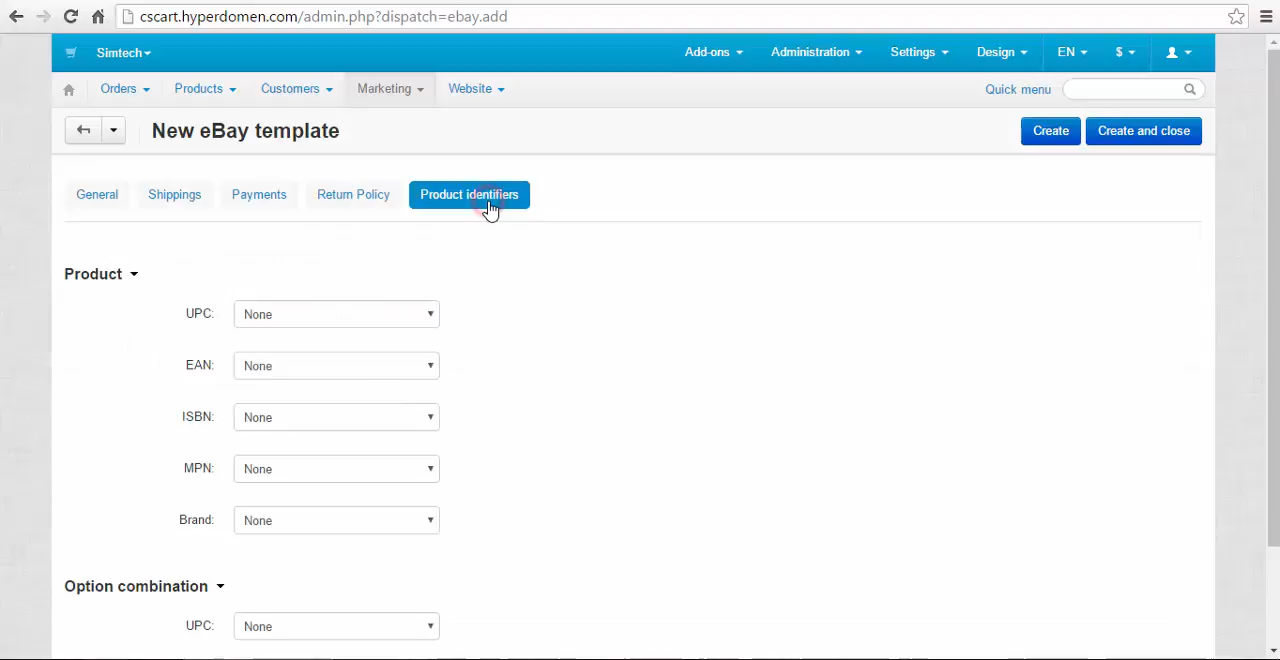 cscart.hyperdomen.com/admin.php?dispatch=ebay.add
Simtech
Add-ons
Administration
Settings
Design
EN
$
Orders
Products
Customers
Marketing
Website
Quick menu
New eBay template
Create
Create and close
General
Shippings
Payments
Return Policy
Product identifiers
Product
UPC: None
EAN: None
ISBN: None
MPN: None
Brand: None
Option combination
UPC: None